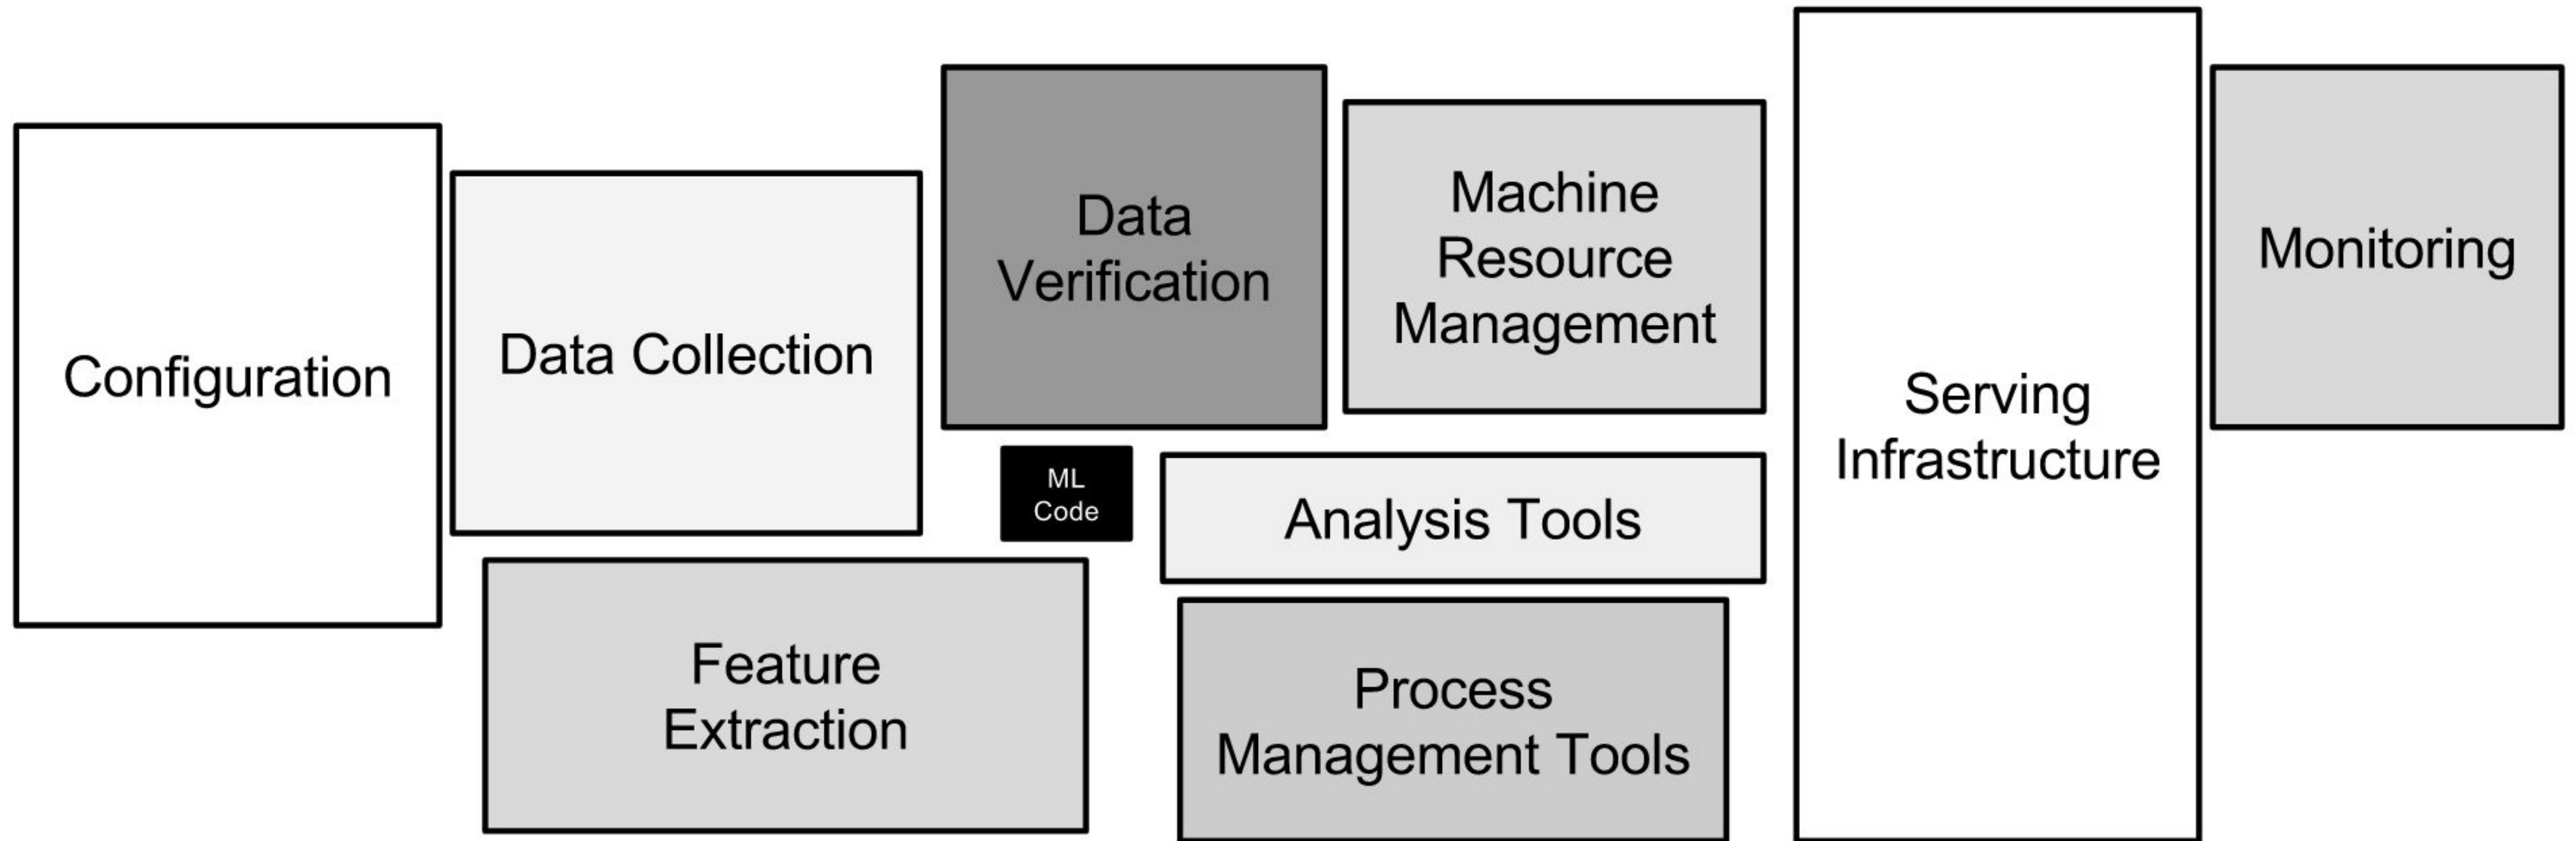 Configuration
Data Collection
Feature
Extraction
Data
Verification
ML
Code
Machine
Resource
Management
Analysis Tools
Process
Management Tools
Serving
Infrastructure
Monitoring